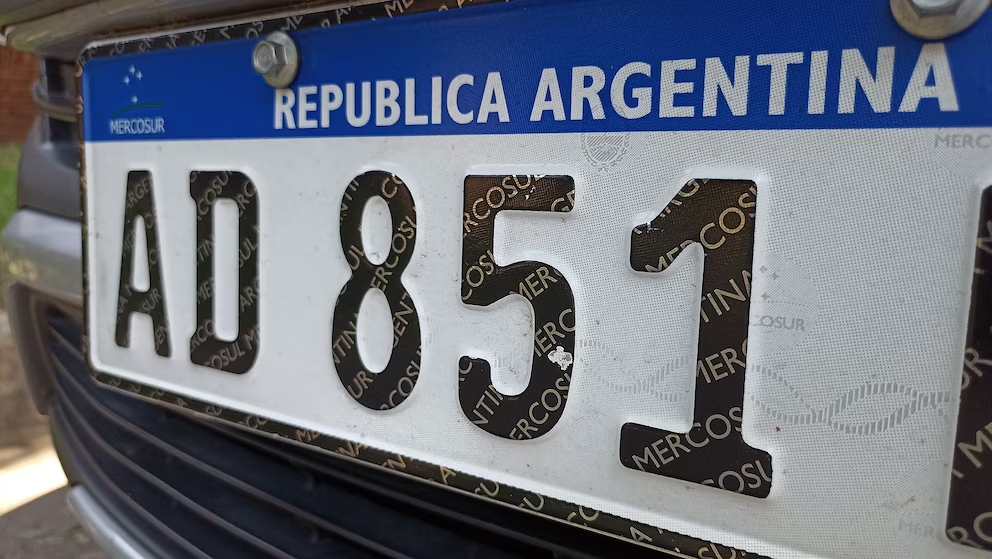 REPUBLICA ARGENTINA
MERCOSUR
AD 851